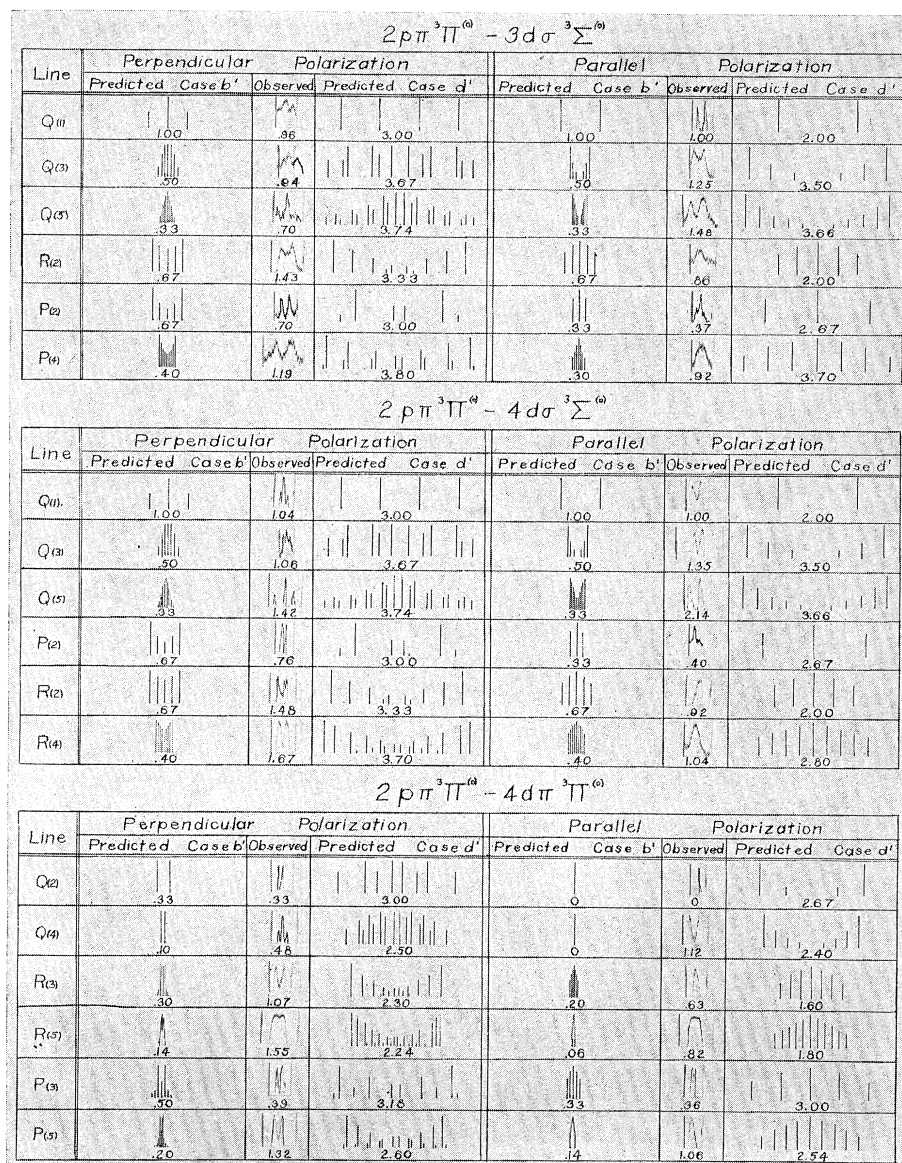 2pπ ³Π⁽ᵒ⁾ – 3dσ ³Σ⁽ᵒ⁾
Line Perpendicular Polarization Parallel Polarization
Predicted Case b' Observed Predicted Case d' Predicted Case b' Observed Predicted Case d'
Q(1) 1.00 .96 3.00 1.00 1.00 2.00
Q(3) .50 .94 3.67 .50 1.25 3.50
Q(5) .33 .70 3.74 .33 1.48 3.66
R(2) .67 1.43 3.33 .67 .86 2.00
P(2) .67 .70 3.00 .33 .37 2.67
P(4) .40 1.19 3.80 .30 .92 3.70
2pπ ³Π⁽ᵒ⁾ – 4dσ ³Σ⁽ᵒ⁾
Line Perpendicular Polarization Parallel Polarization
Predicted Case b' Observed Predicted Case d' Predicted Case b' Observed Predicted Case d'
Q(1) 1.00 1.04 3.00 1.00 1.00 2.00
Q(3) .50 1.06 3.67 .50 1.35 3.50
Q(5) .33 1.42 3.74 .33 2.14 3.66
P(2) .67 .76 3.00 .33 .40 2.67
R(2) .67 1.48 3.33 .67 .92 2.00
R(4) .40 1.67 3.70 .40 1.04 2.80
2pπ ³Π⁽ᵒ⁾ – 4dπ ³Π⁽ᵒ⁾
Line Perpendicular Polarization Parallel Polarization
Predicted Case b' Observed Predicted Case d' Predicted Case b' Observed Predicted Case d'
Q(2) .33 .33 3.00 0 0 2.67
Q(4) .10 .48 2.50 0 1.12 2.40
R(3) .30 1.07 2.30 .20 .63 1.60
R(5) .14 1.55 2.24 .06 .82 1.80
P(3) .50 .39 3.18 .33 .36 3.00
P(5) .20 1.32 2.60 .14 1.06 2.54